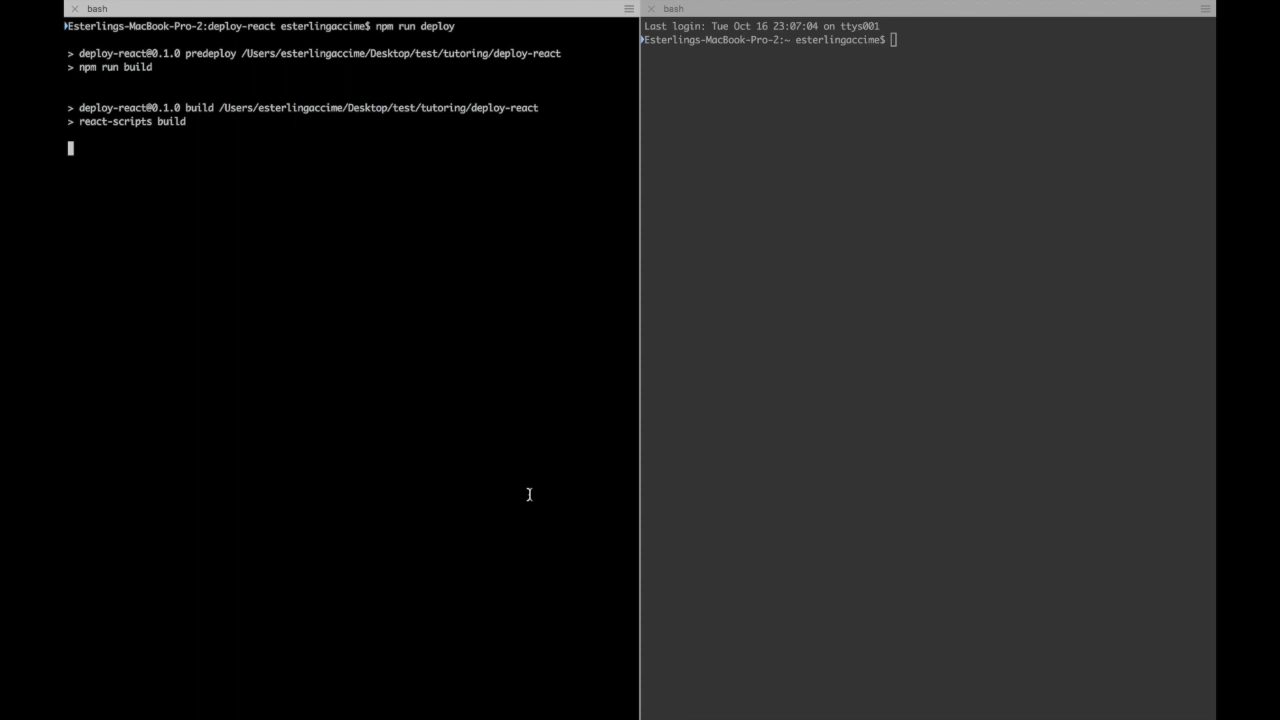 bash
Esterlings-MacBook-Pro-2:deploy-react esterlingaccime$ npm run deploy
> deploy-react@0.1.0 predeploy /Users/esterlingaccime/Desktop/test/tutoring/deploy-react
> npm run build
> deploy-react@0.1.0 build /Users/esterlingaccime/Desktop/test/tutoring/deploy-react
> react-scripts build
bash
Last login: Tue Oct 16 23:07:04 on ttys001
Esterlings-MacBook-Pro-2:~ esterlingaccime$